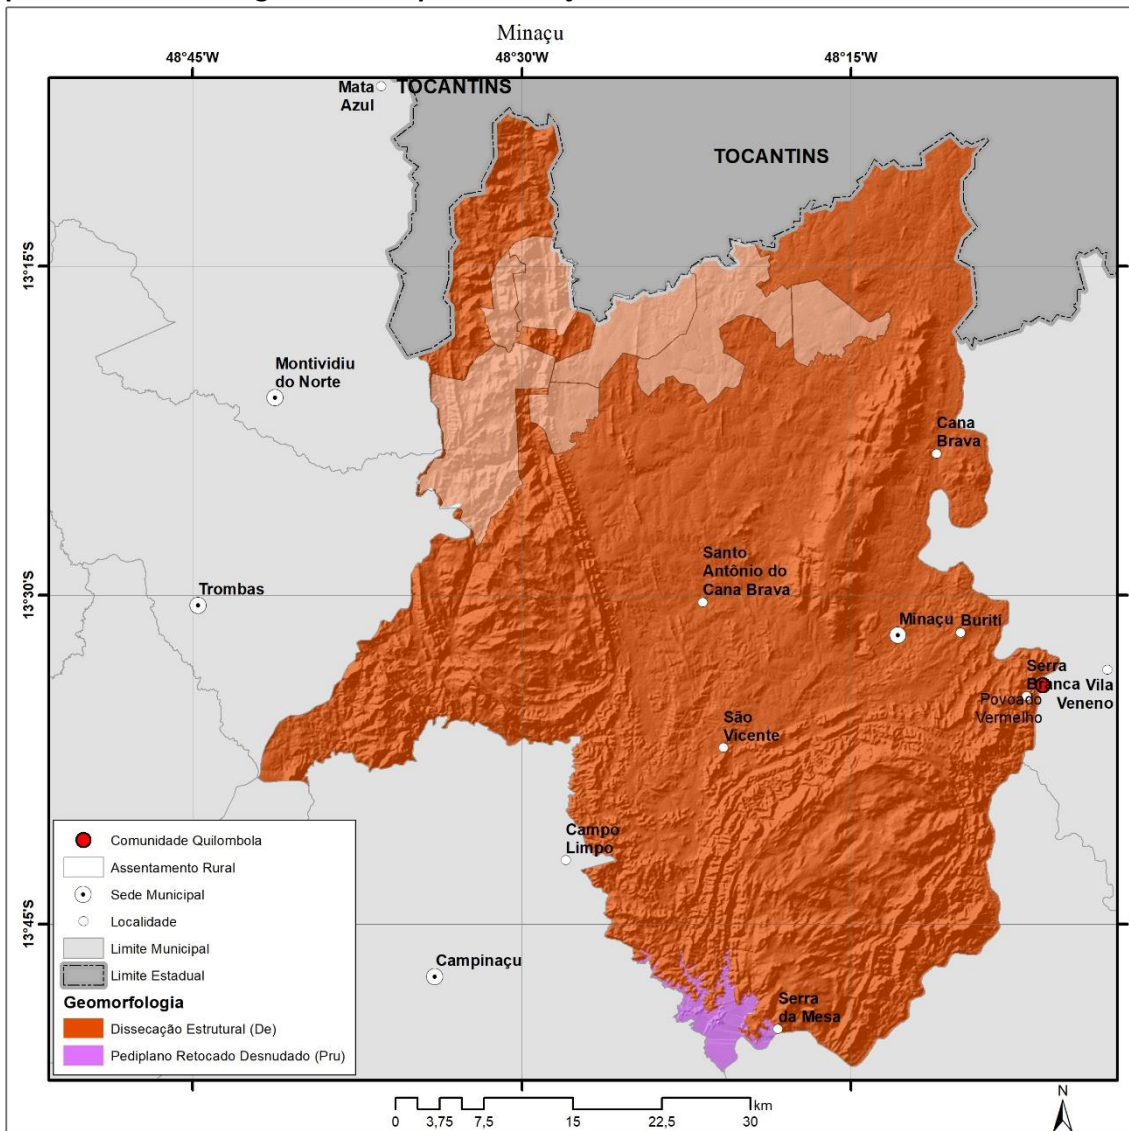 Minaçu
48°45'W
48°30'W
48°15'W
Mata
Azul
TOCANTINS
TOCANTINS
13°15'S
Montividiu
do Norte
Cana
Brava
Santo
Antônio do
Cana Brava
13°30'S
Trombas
Minaçu
Buriti
Serra
Branca
Vila
Veneno
Povoado
Vermelho
São
Vicente
Campo
Limpo
13°45'S
Campinaçu
Serra
da Mesa
Comunidade Quilombola
Assentamento Rural
Sede Municipal
Localidade
Limite Municipal
Limite Estadual
Geomorfologia
Dissecação Estrutural (De)
Pediplano Retocado Desnudado (Pru)
km
0 3,75 7,5 15 22,5 30
N